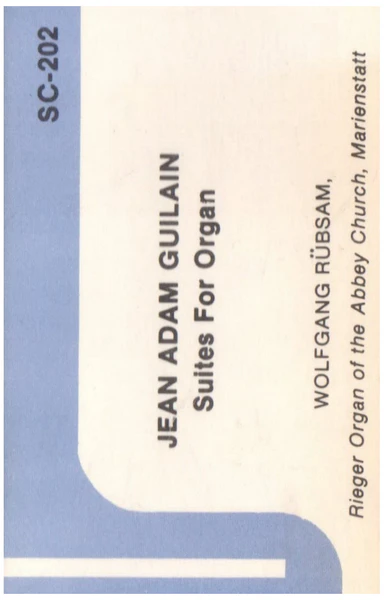 SC-202
JEAN ADAM GUILAIN
Suites For Organ
WOLFGANG RÜBSAM,
Rieger Organ of the Abbey Church, Marienstatt